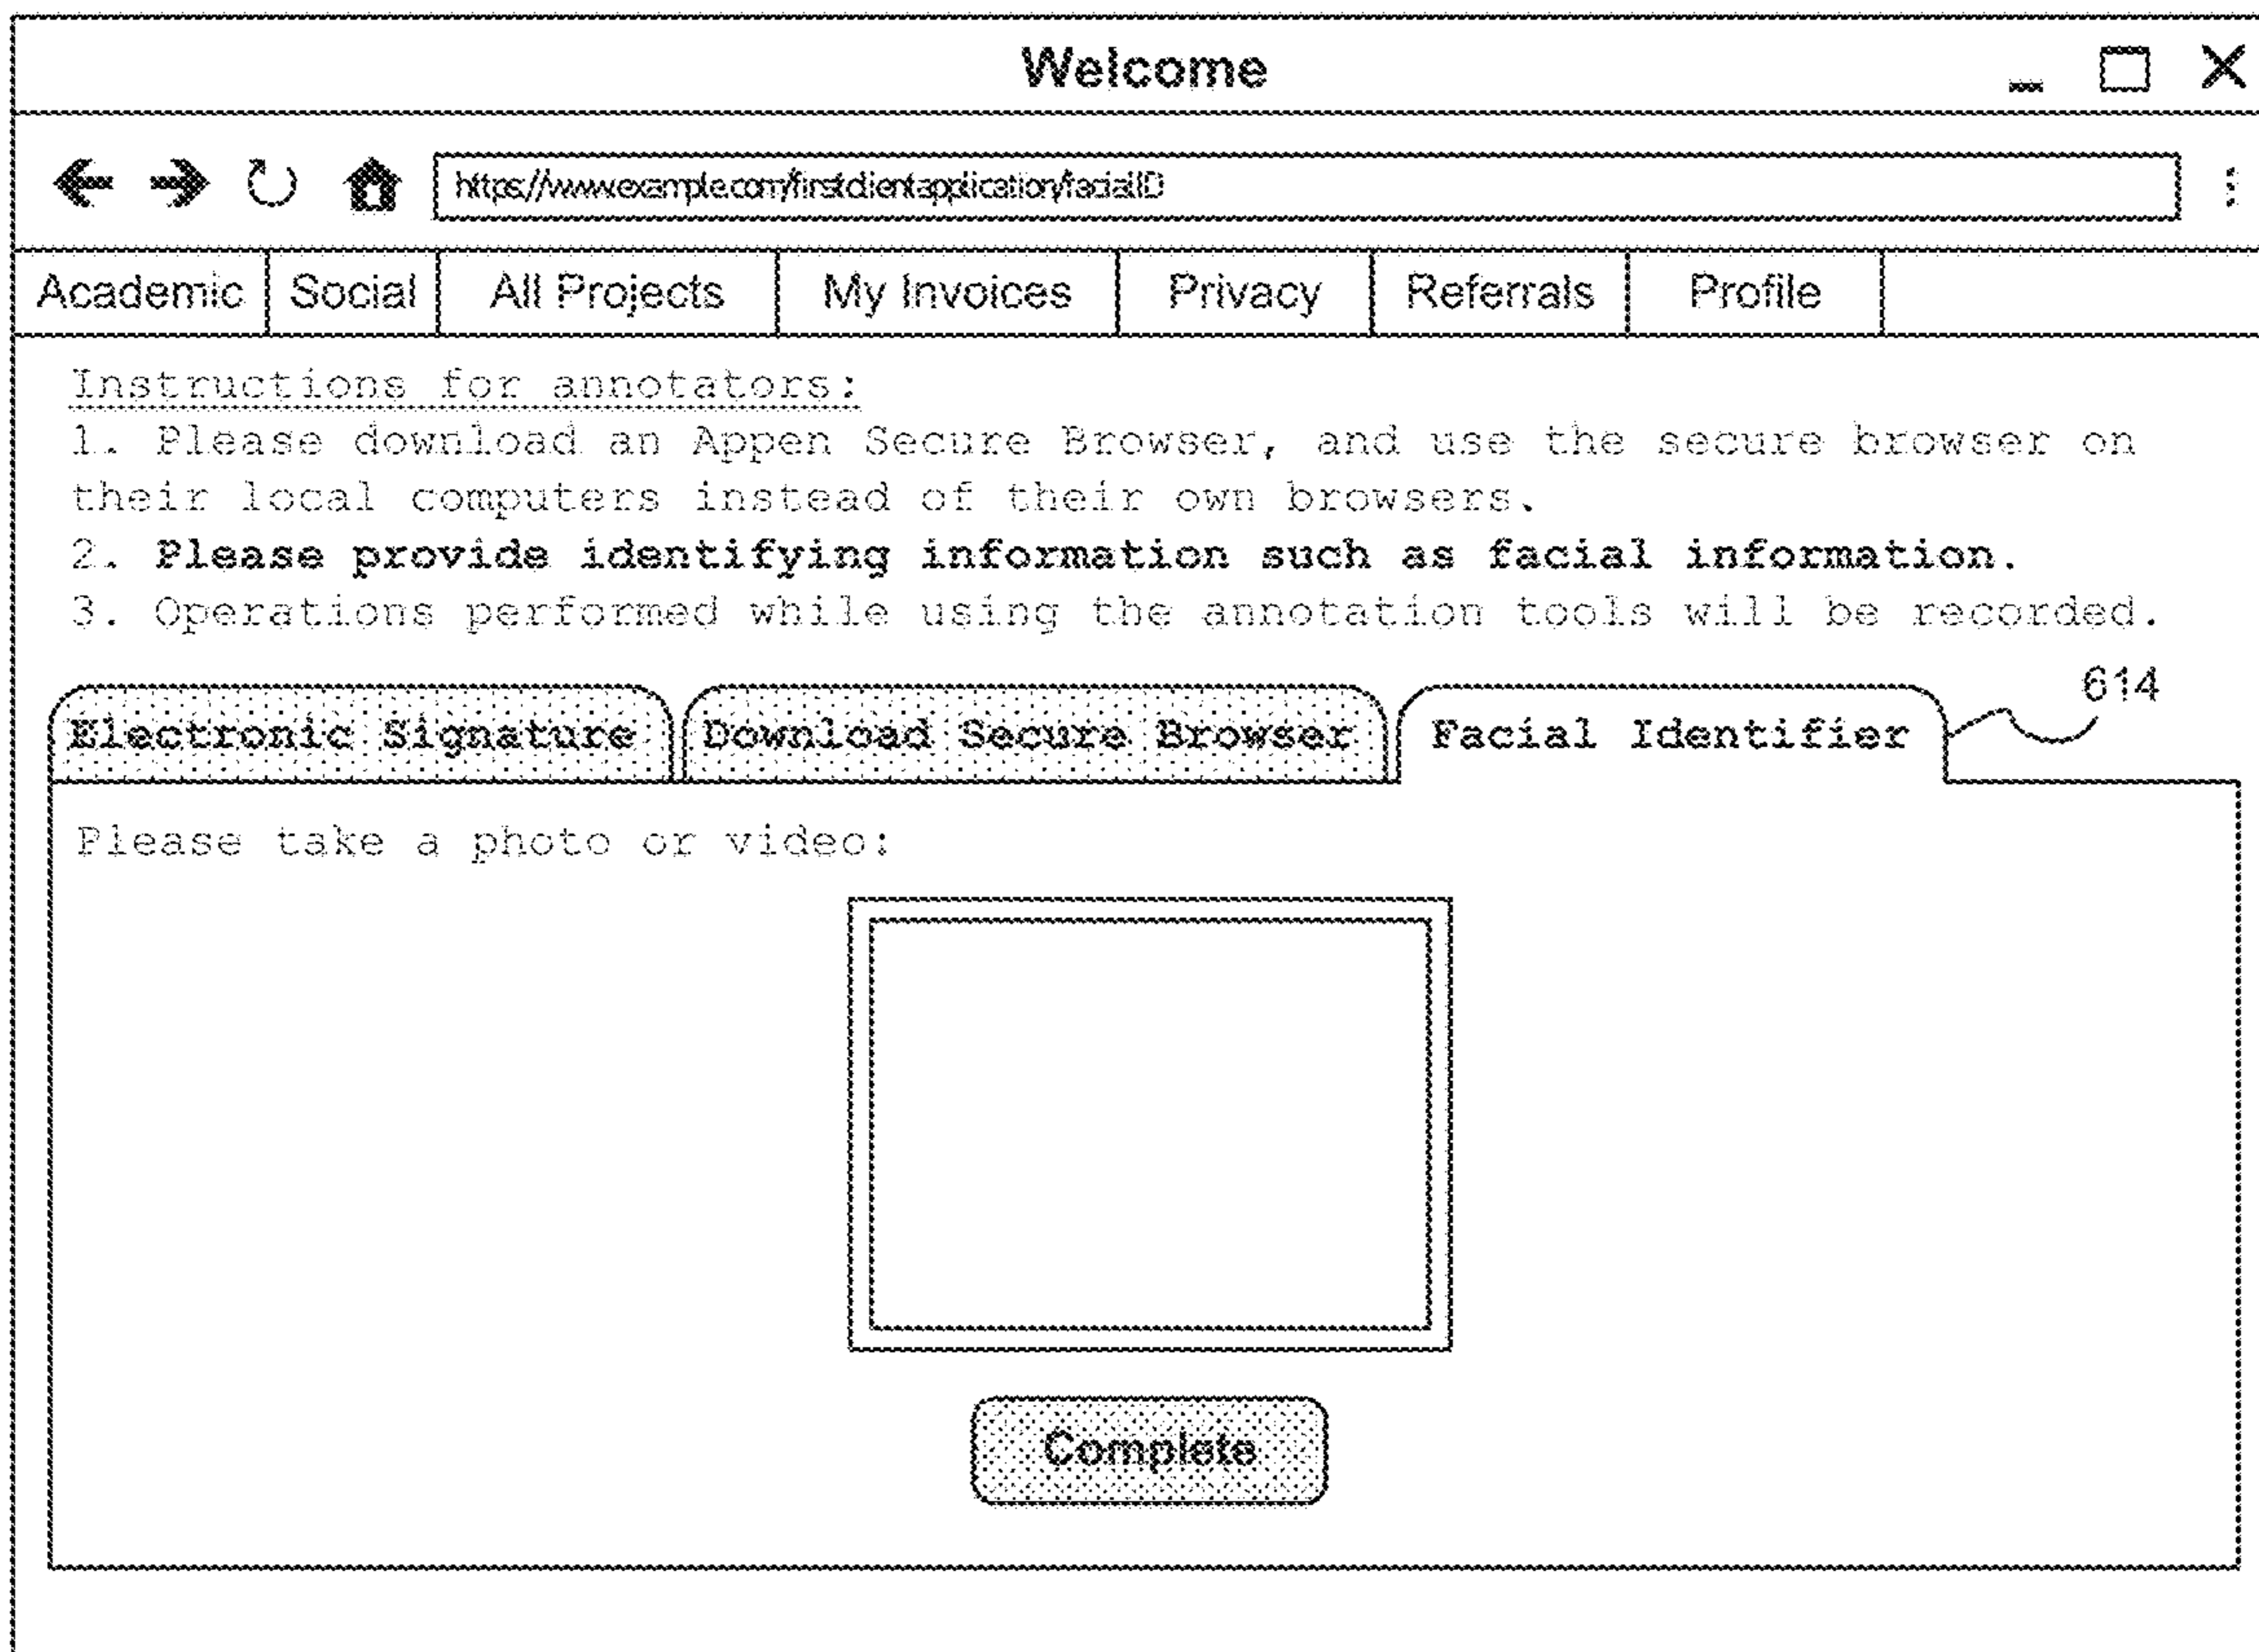 Welcome
https://www.example.com/firstclientapplication/facialID
Academic Social All Projects My Invoices Privacy Referrals Profile
Instructions for annotators:
1. Please download an Appen Secure Browser, and use the secure browser on
their local computers instead of their own browsers.
2. Please provide identifying information such as facial information.
3. Operations performed while using the annotation tools will be recorded.
614
Electronic Signature Download Secure Browser Facial Identifier
Please take a photo or video:
Complete